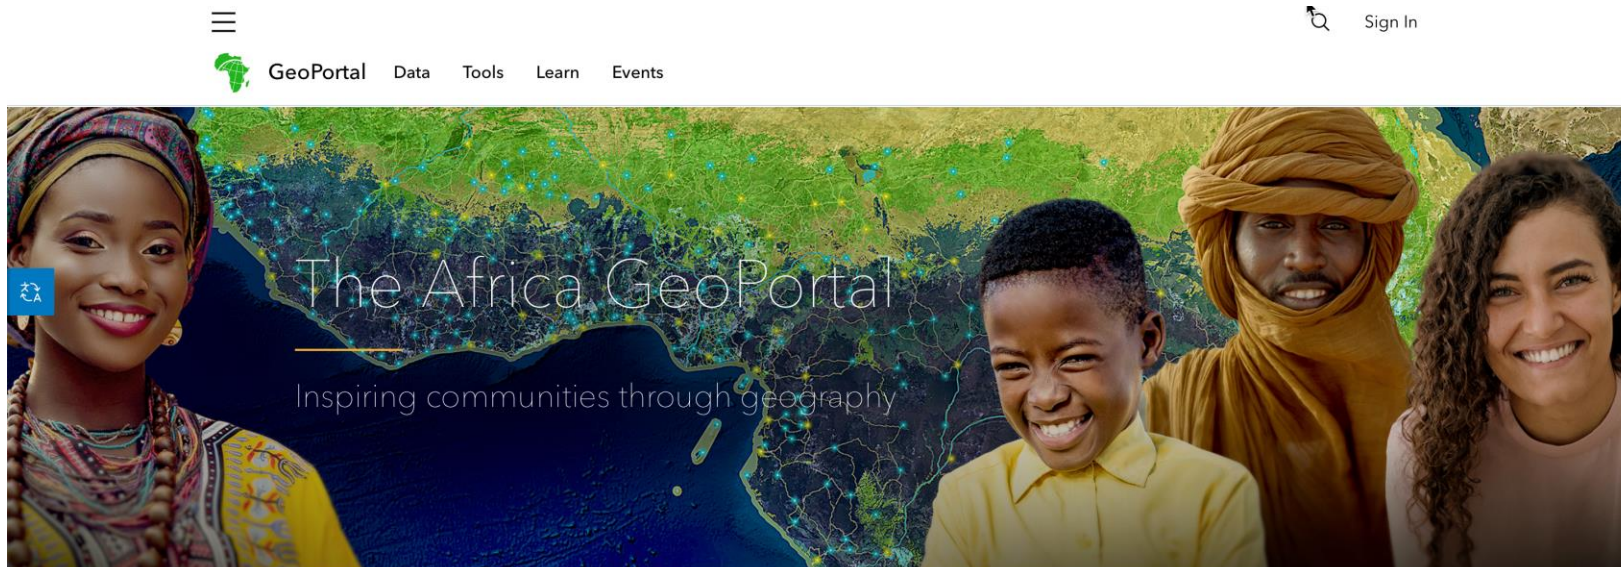 Sign In
GeoPortal Data Tools Learn Events
The Africa GeoPortal
Inspiring communities through geography